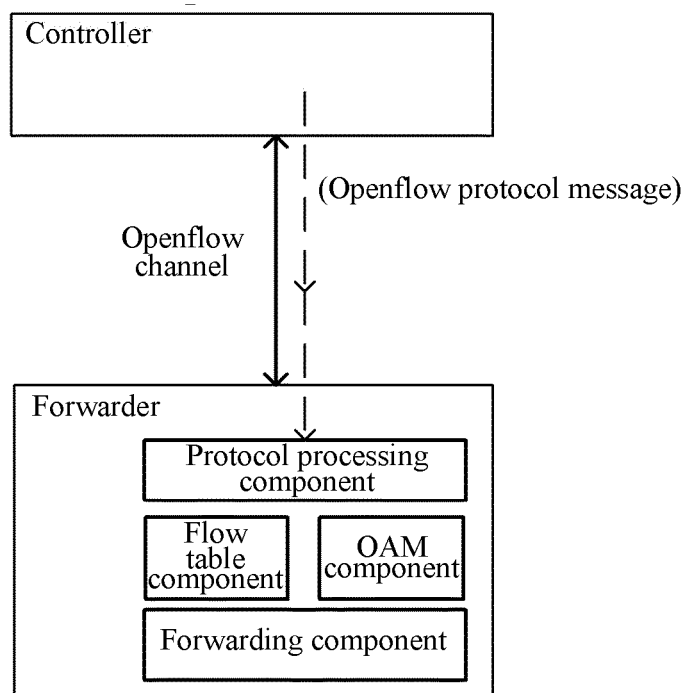 Controller
(Openflow protocol message)
Openflow
channel
Forwarder
Protocol processing
component
Flow
table
component
OAM
component
Forwarding component